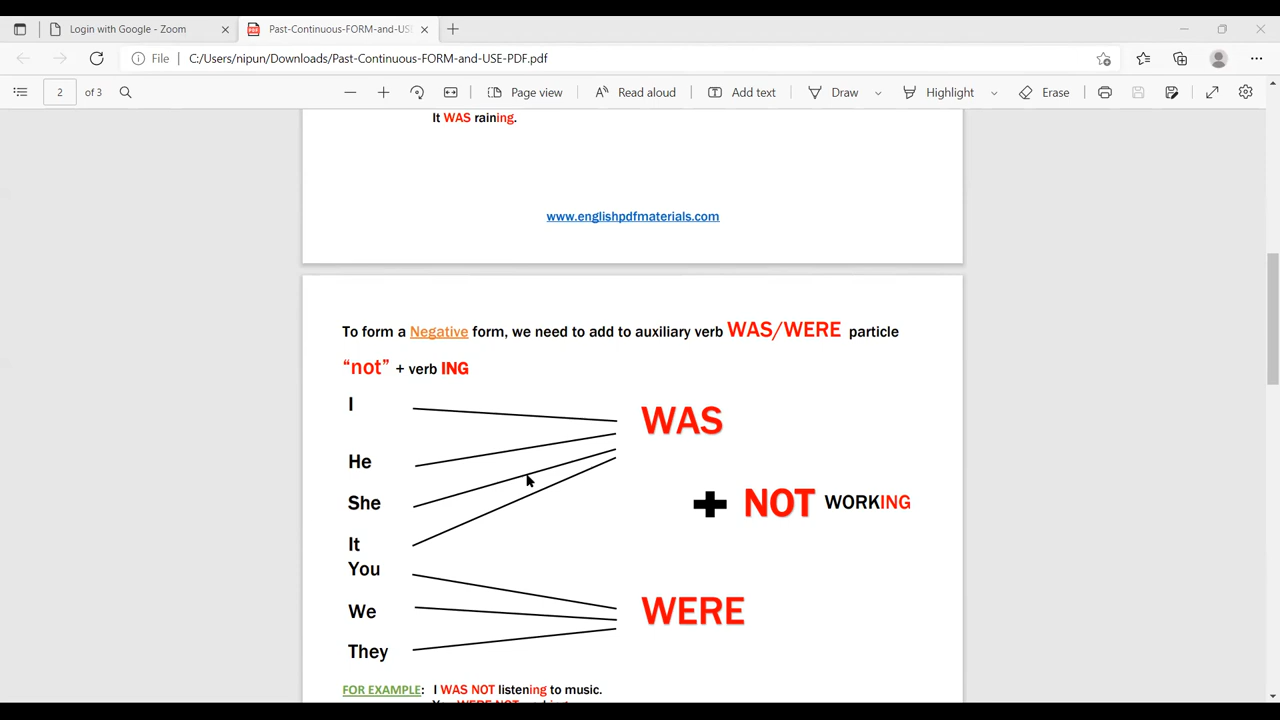 Login with Google - Zoom
Past-Continuous-FORM-and-USE
File
C:/Users/nipun/Downloads/Past-Continuous-FORM-and-USE-PDF.pdf
2 of 3
Page view
Read aloud
Add text
Draw
Highlight
Erase
It WAS raining.
www.englishpdfmaterials.com
To form a Negative form, we need to add to auxiliary verb WAS/WERE particle
“not” + verb ING
I
WAS
He
She
NOT WORKING
It
You
We
WERE
They
FOR EXAMPLE: I WAS NOT listening to music.